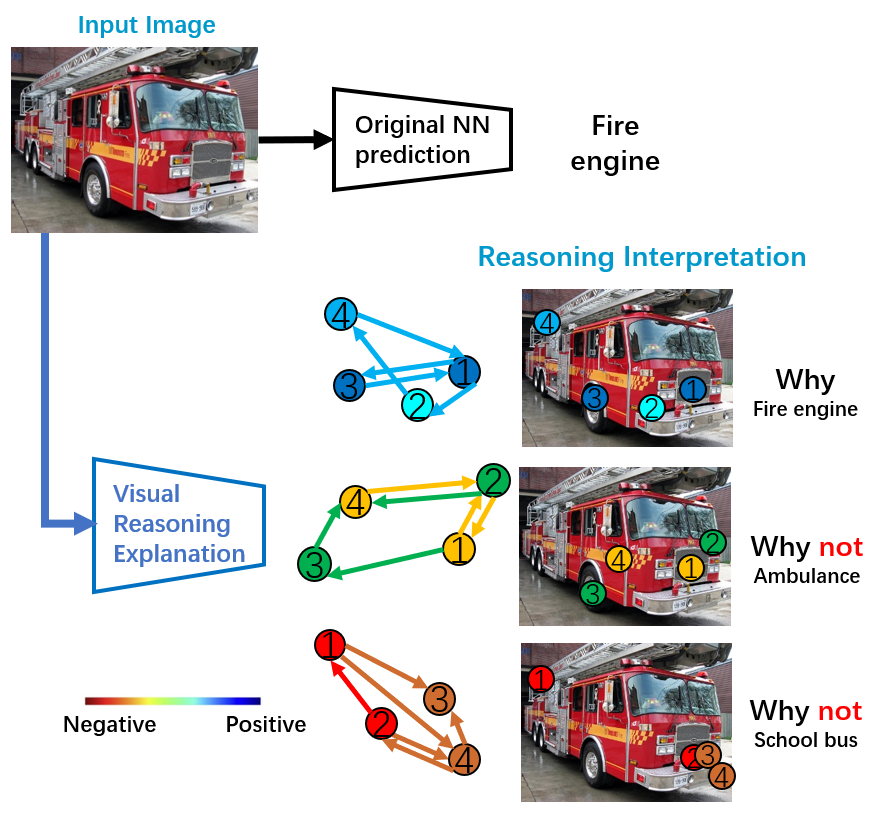 Input Image
Original NN
prediction
Fire
engine
Reasoning Interpretation
4
3
1
2
4
3
2
1
Why
Fire engine
Visual
Reasoning
Explanation
2
4
1
3
2
4
1
3
Why not
Ambulance
1
3
2
4
1
2
3
4
Why not
School bus
Negative
Positive